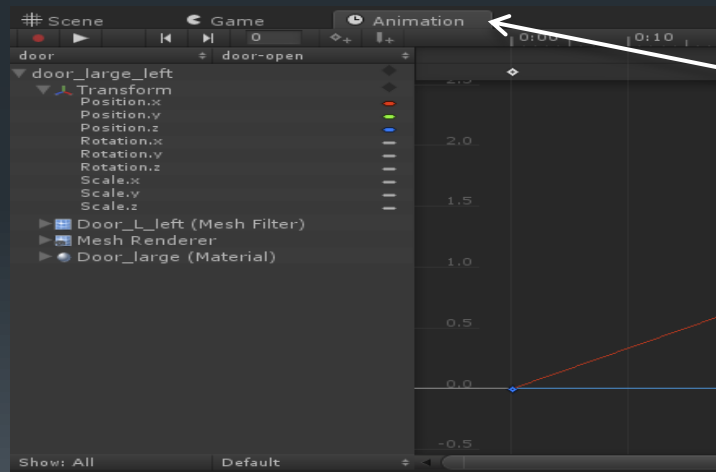 Scene Game Animation
0 0:00 0:10
door door-open
door_large_left
Transform
Position.x
Position.y
Position.z
Rotation.x
Rotation.y
Rotation.z
Scale.x
Scale.y
Scale.z
Door_L_left (Mesh Filter)
Mesh Renderer
Door_large (Material)
2.5
2.0
1.5
1.0
0.5
0.0
-0.5
Show: All Default